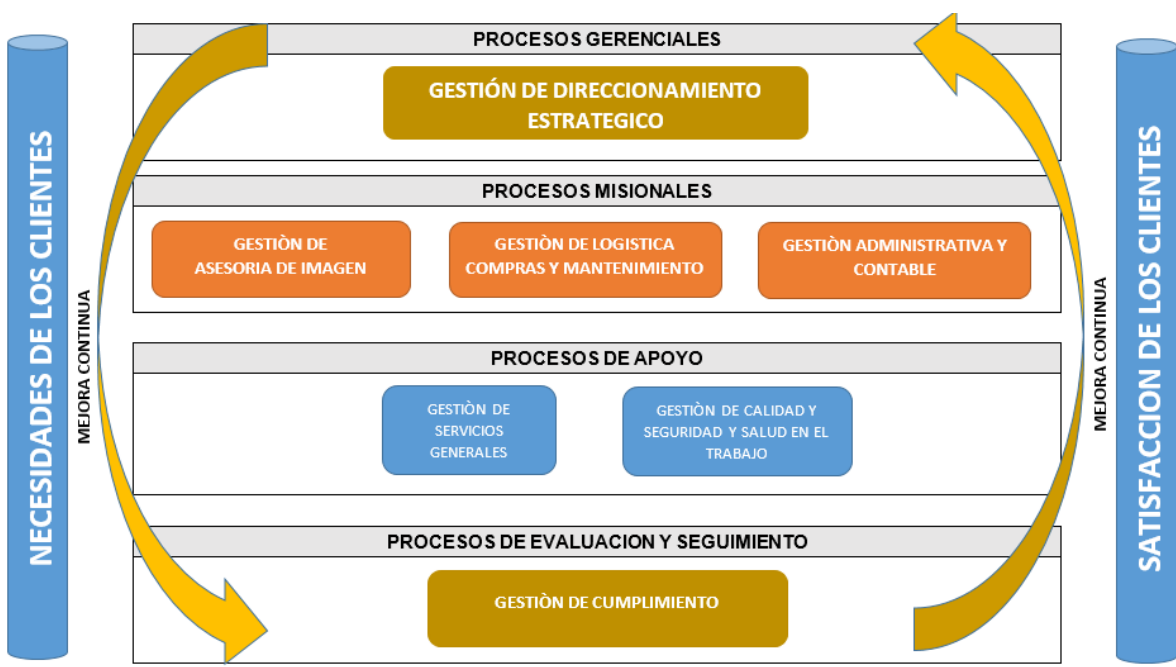 NECESIDADES DE LOS CLIENTES
MEJORA CONTINUA
PROCESOS GERENCIALES
GESTIÓN DE DIRECCIONAMIENTO
ESTRATEGICO
PROCESOS MISIONALES
GESTIÒN DE
ASESORIA DE IMAGEN
GESTIÒN DE LOGISTICA
COMPRAS Y MANTENIMIENTO
GESTIÒN ADMINISTRATIVA Y
CONTABLE
PROCESOS DE APOYO
GESTIÒN DE
SERVICIOS
GENERALES
GESTIÒN DE CALIDAD Y
SEGURIDAD Y SALUD EN EL
TRABAJO
PROCESOS DE EVALUACION Y SEGUIMIENTO
GESTIÒN DE CUMPLIMIENTO
MEJORA CONTINUA
SATISFACCION DE LOS CLIENTES